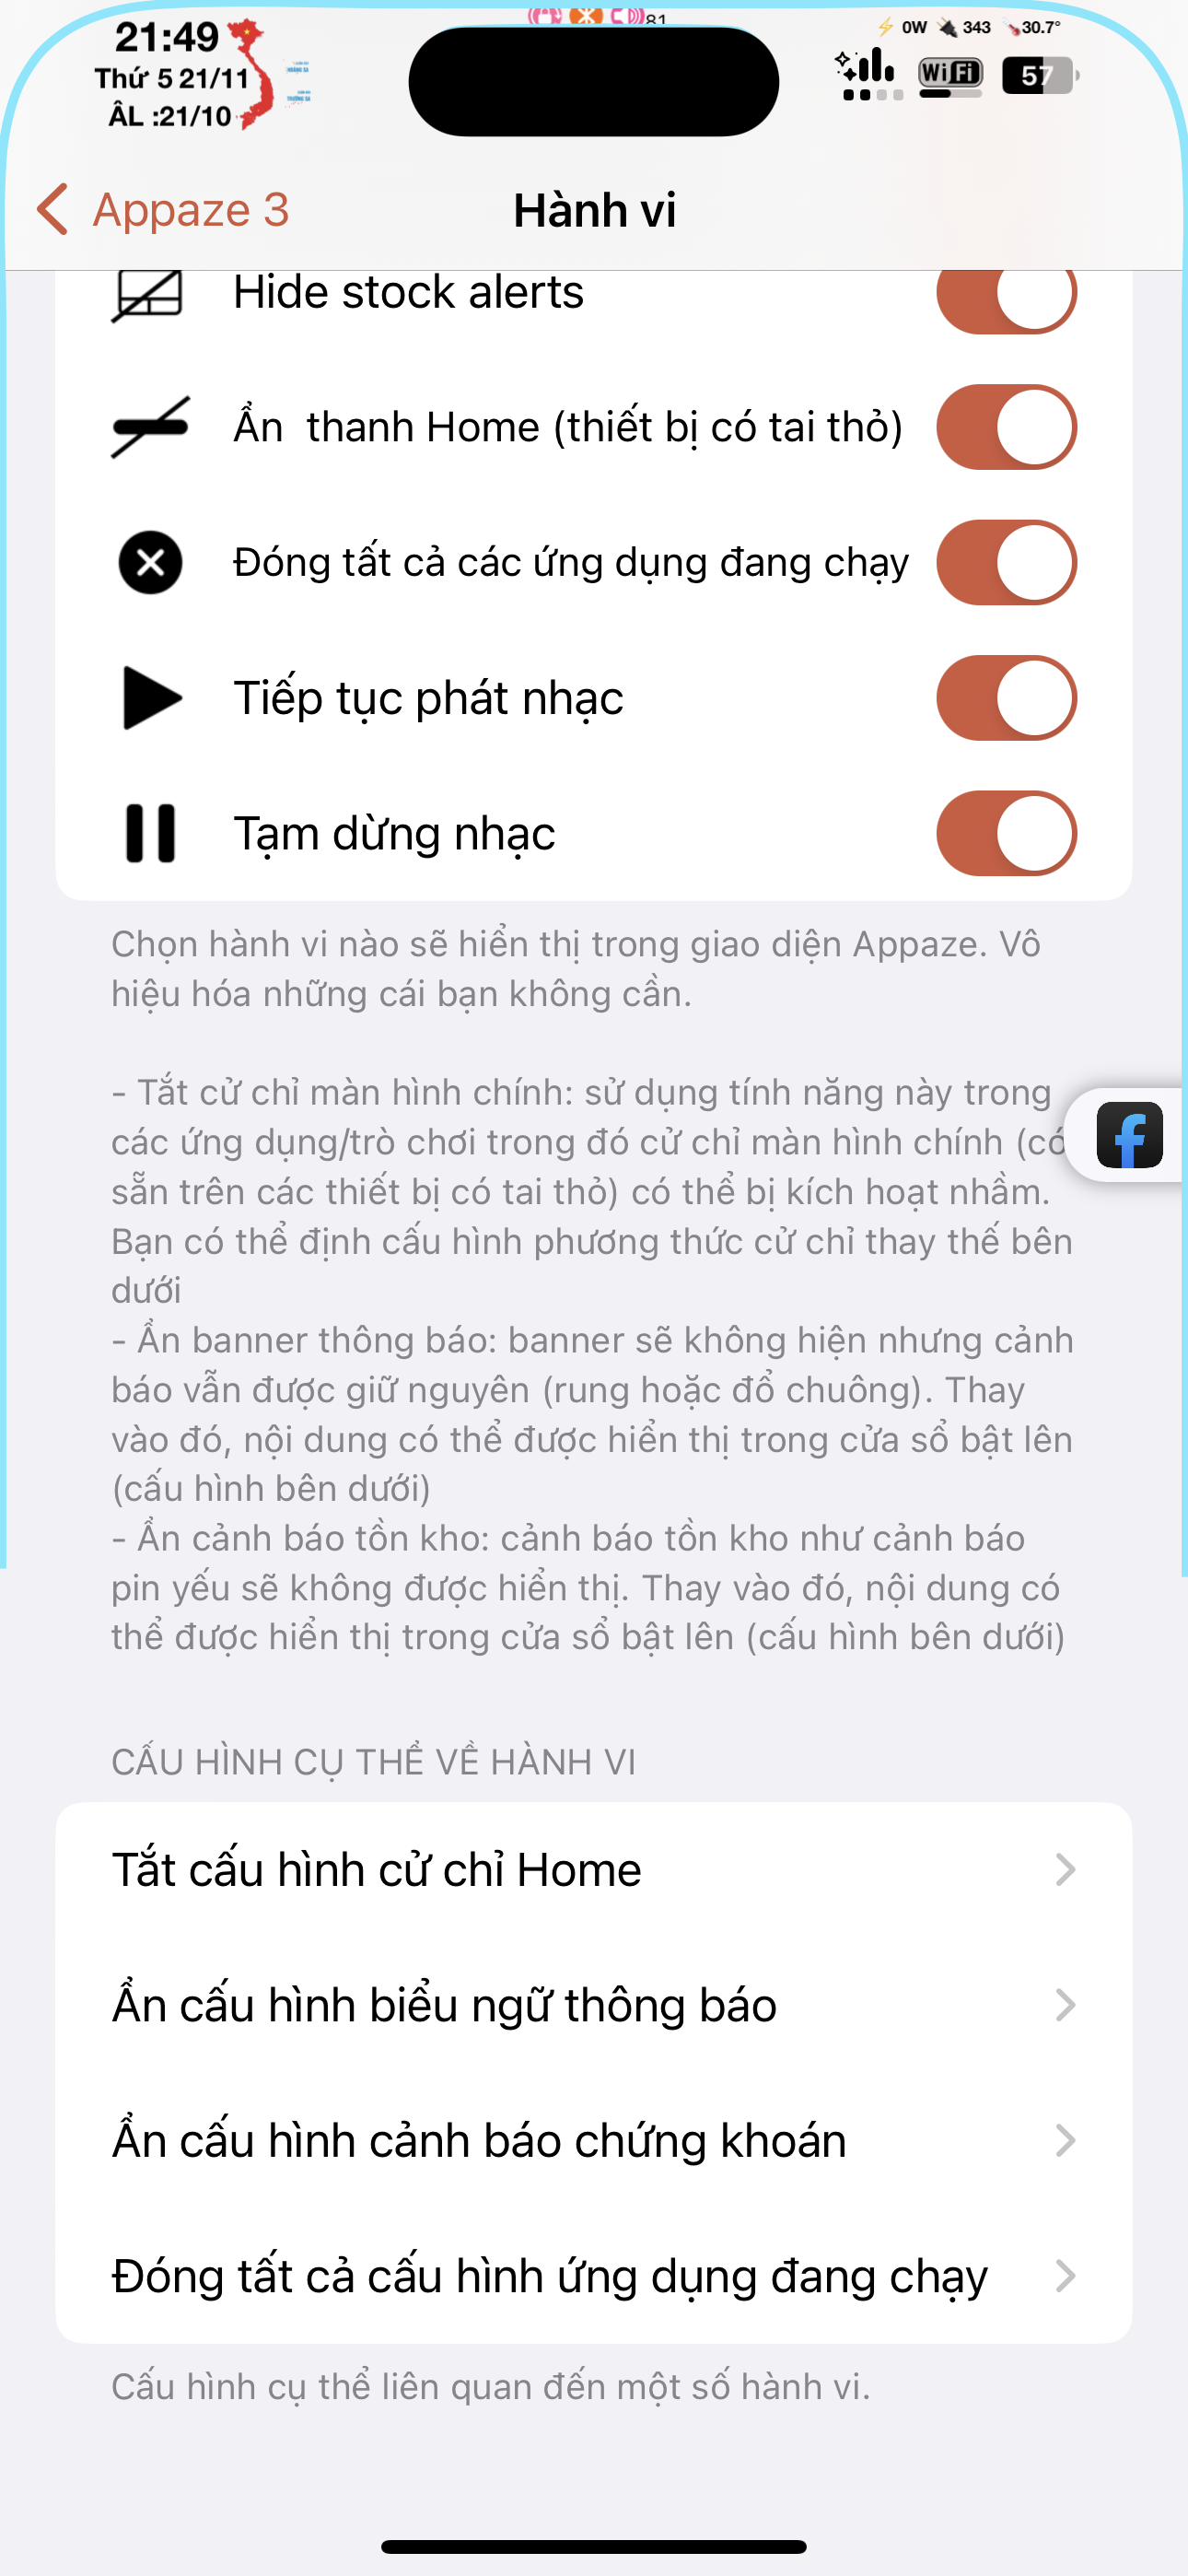 81
21:49
Thứ 5 21/11
ÂL :21/10
HOÀNG SA
TRƯỜNG SA
0W 343 30.7°
WiFi
57
Appaze 3
Hành vi
Hide stock alerts
Ẩn  thanh Home (thiết bị có tai thỏ)
Đóng tất cả các ứng dụng đang chạy
Tiếp tục phát nhạc
Tạm dừng nhạc
Chọn hành vi nào sẽ hiển thị trong giao diện Appaze. Vô
hiệu hóa những cái bạn không cần.
- Tắt cử chỉ màn hình chính: sử dụng tính năng này trong
các ứng dụng/trò chơi trong đó cử chỉ màn hình chính (có
sẵn trên các thiết bị có tai thỏ) có thể bị kích hoạt nhầm.
Bạn có thể định cấu hình phương thức cử chỉ thay thế bên
dưới
- Ẩn banner thông báo: banner sẽ không hiện nhưng cảnh
báo vẫn được giữ nguyên (rung hoặc đổ chuông). Thay
vào đó, nội dung có thể được hiển thị trong cửa sổ bật lên
(cấu hình bên dưới)
- Ẩn cảnh báo tồn kho: cảnh báo tồn kho như cảnh báo
pin yếu sẽ không được hiển thị. Thay vào đó, nội dung có
thể được hiển thị trong cửa sổ bật lên (cấu hình bên dưới)
CẤU HÌNH CỤ THỂ VỀ HÀNH VI
Tắt cấu hình cử chỉ Home
Ẩn cấu hình biểu ngữ thông báo
Ẩn cấu hình cảnh báo chứng khoán
Đóng tất cả cấu hình ứng dụng đang chạy
Cấu hình cụ thể liên quan đến một số hành vi.